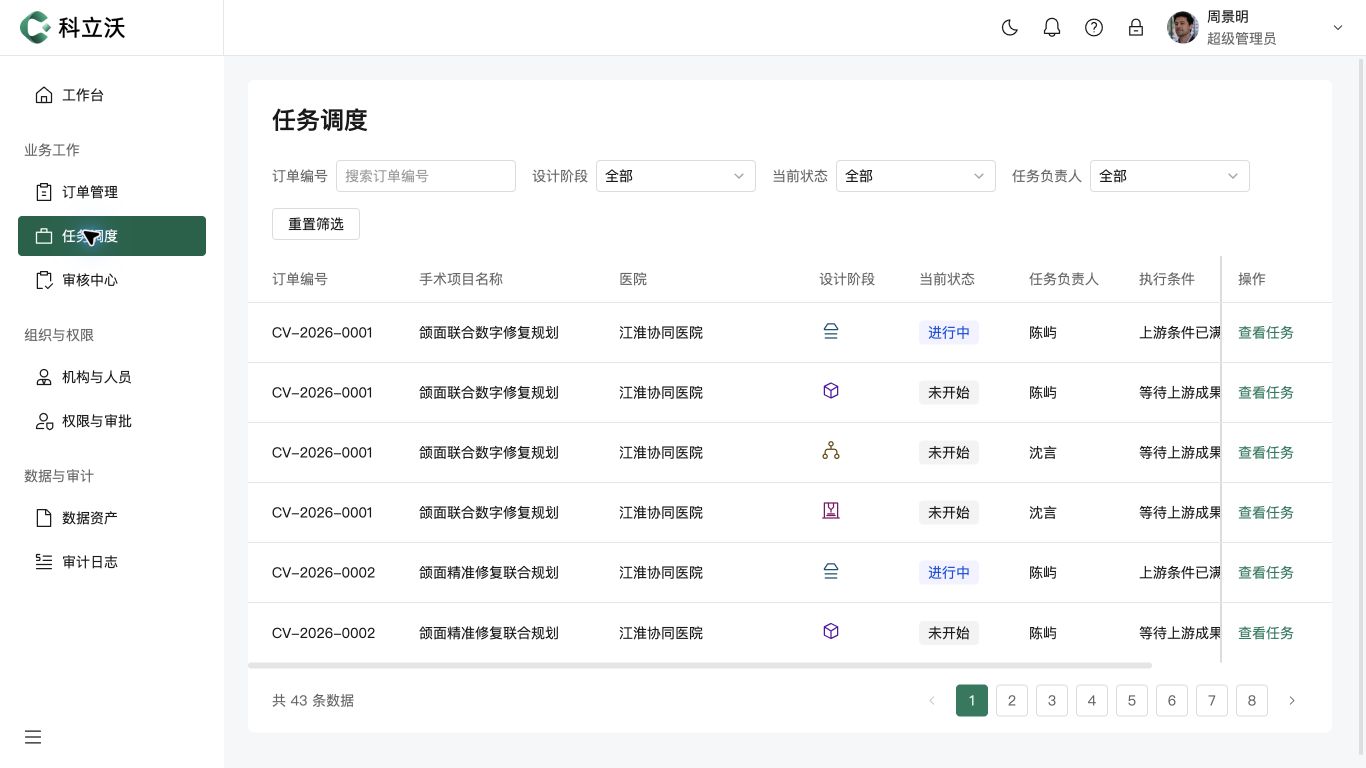 科立沃
周景明
超级管理员
工作台
业务工作
订单管理
任务调度
审核中心
组织与权限
机构与人员
权限与审批
数据与审计
数据资产
审计日志
任务调度
订单编号 搜索订单编号 设计阶段 全部 当前状态 全部 任务负责人 全部
重置筛选
订单编号 手术项目名称 医院 设计阶段 当前状态 任务负责人 执行条件 操作
CV-2026-0001 颌面联合数字修复规划 江淮协同医院 进行中 陈屿 上游条件已满 查看任务
CV-2026-0001 颌面联合数字修复规划 江淮协同医院 未开始 陈屿 等待上游成果 查看任务
CV-2026-0001 颌面联合数字修复规划 江淮协同医院 未开始 沈言 等待上游成果 查看任务
CV-2026-0001 颌面联合数字修复规划 江淮协同医院 未开始 沈言 等待上游成果 查看任务
CV-2026-0002 颌面精准修复联合规划 江淮协同医院 进行中 陈屿 上游条件已满 查看任务
CV-2026-0002 颌面精准修复联合规划 江淮协同医院 未开始 陈屿 等待上游成果 查看任务
共 43 条数据 1 2 3 4 5 6 7 8